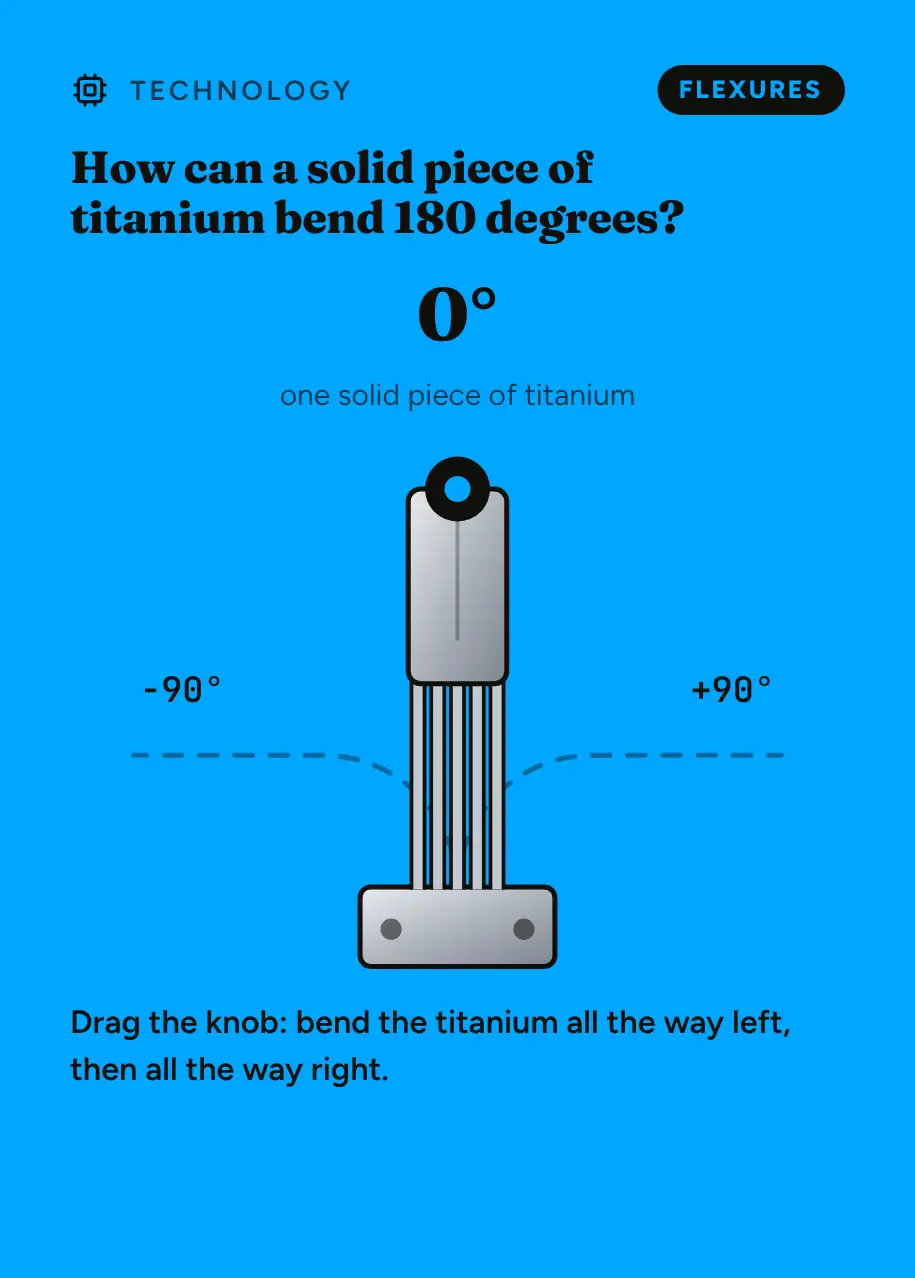 TECHNOLOGY
FLEXURES
How can a solid piece of
titanium bend 180 degrees?
0°
one solid piece of titanium
-90°
+90°
Drag the knob: bend the titanium all the way left,
then all the way right.